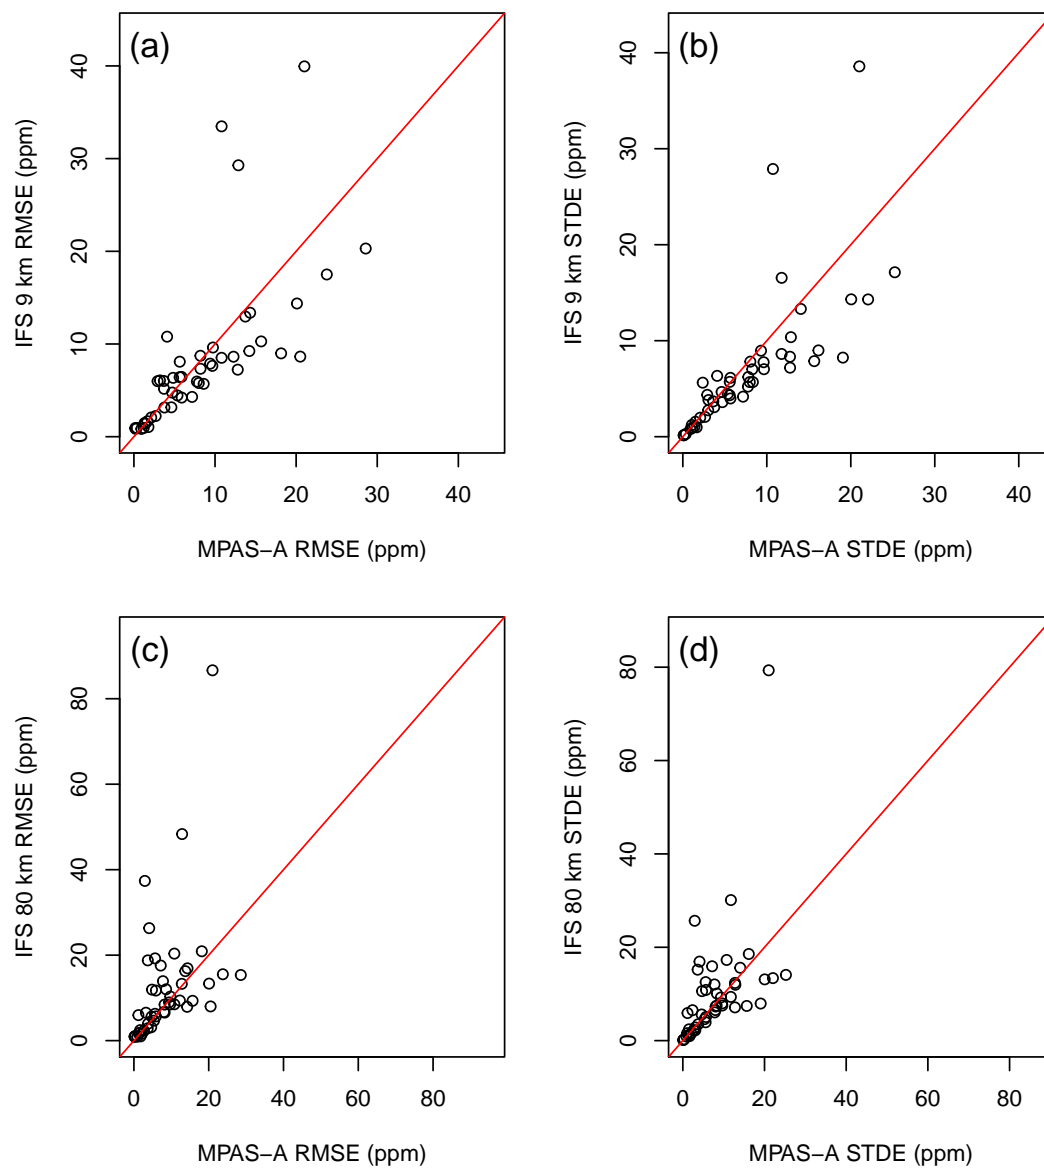 (a)
IFS 9 km RMSE (ppm)
0 10 20 30 40
0 10 20 30 40
MPAS−A RMSE (ppm)
(b)
IFS 9 km STDE (ppm)
0 10 20 30 40
0 10 20 30 40
MPAS−A STDE (ppm)
(c)
IFS 80 km RMSE (ppm)
0 20 40 60 80
0 20 40 60 80
MPAS−A RMSE (ppm)
(d)
IFS 80 km STDE (ppm)
0 20 40 60 80
0 20 40 60 80
MPAS−A STDE (ppm)